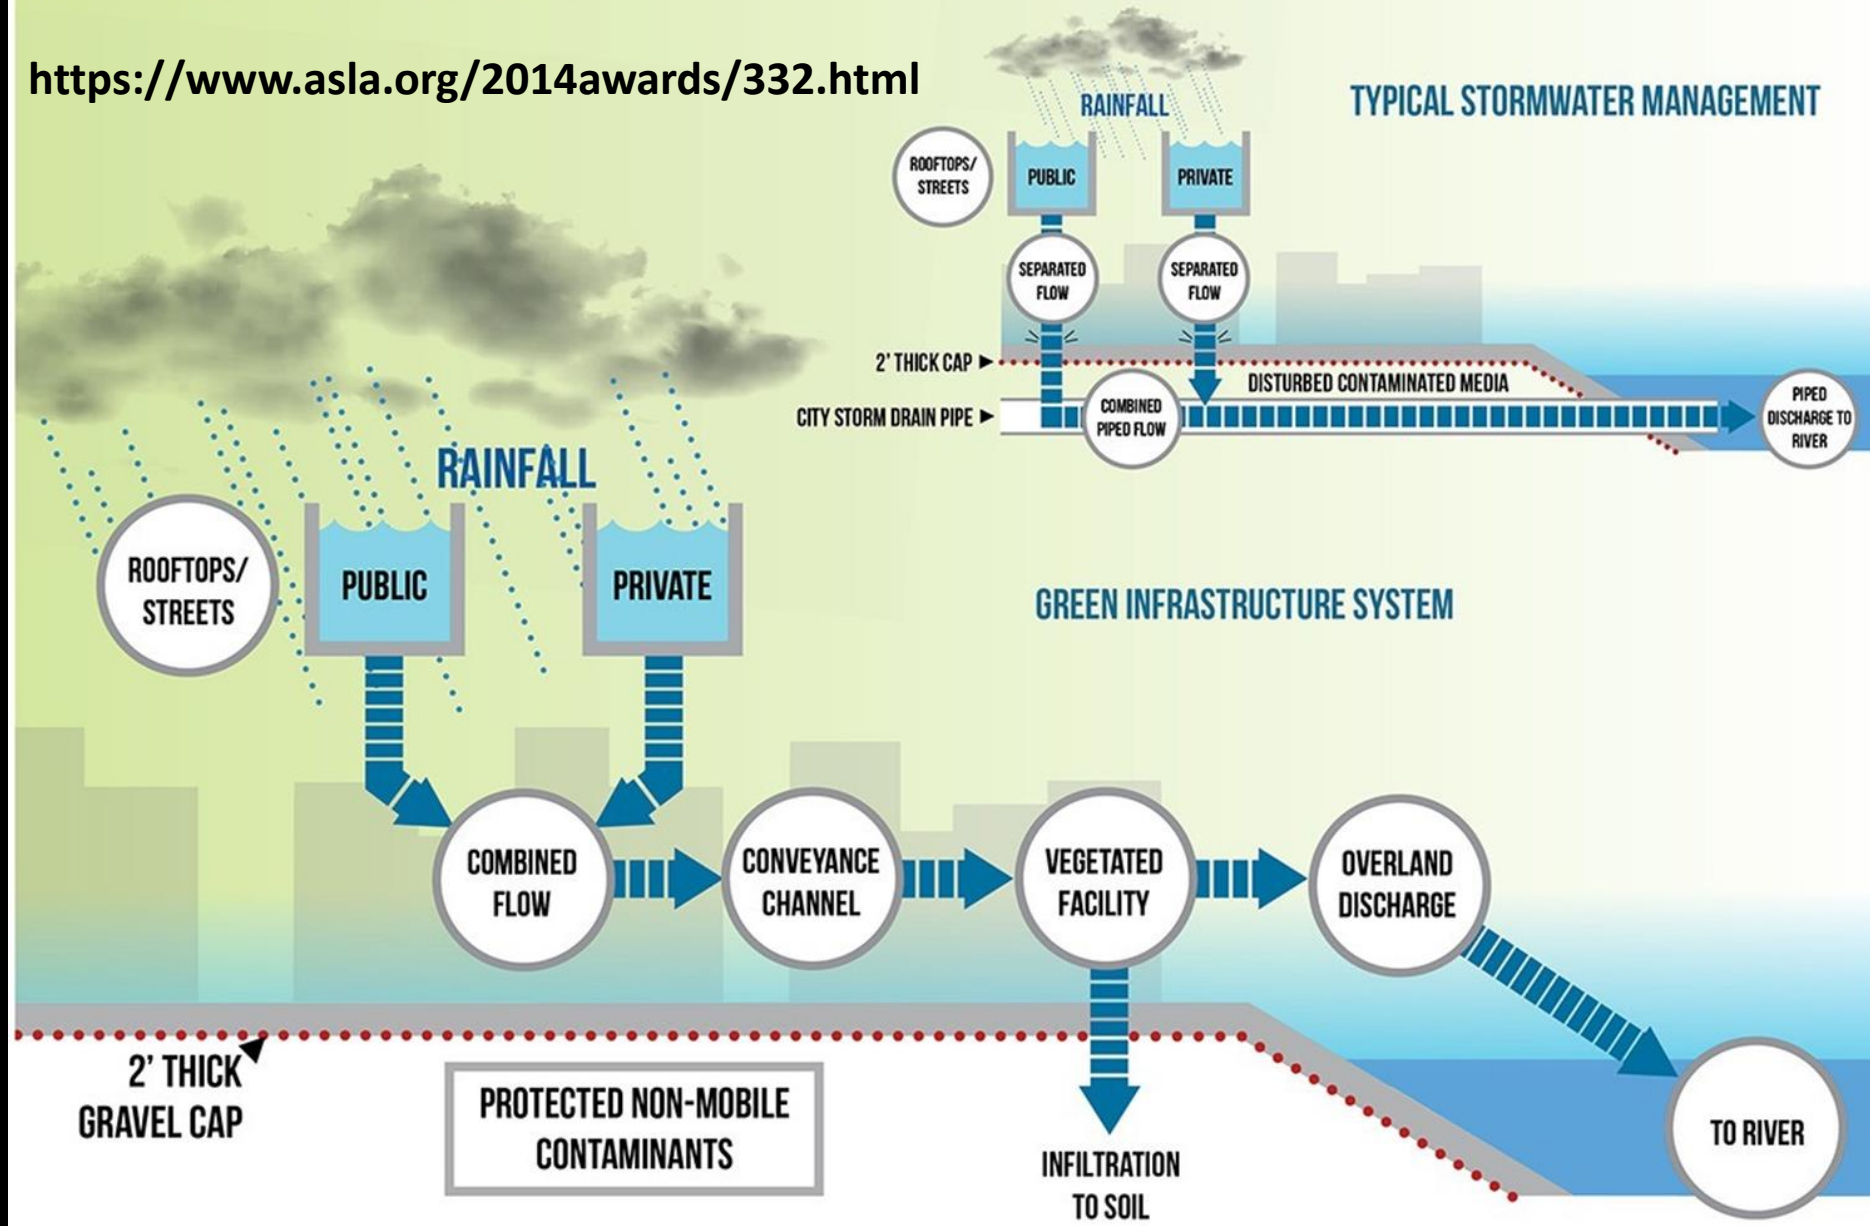 https://www.asla.org/2014awards/332.html
TYPICAL STORMWATER MANAGEMENT
RAINFALL
ROOFTOPS/
STREETS
PUBLIC
PRIVATE
SEPARATED
FLOW
SEPARATED
FLOW
2' THICK CAP
DISTURBED CONTAMINATED MEDIA
CITY STORM DRAIN PIPE
COMBINED
PIPED FLOW
PIPED
DISCHARGE TO
RIVER
GREEN INFRASTRUCTURE SYSTEM
RAINFALL
ROOFTOPS/
STREETS
PUBLIC
PRIVATE
COMBINED
FLOW
CONVEYANCE
CHANNEL
VEGETATED
FACILITY
OVERLAND
DISCHARGE
2' THICK
GRAVEL CAP
PROTECTED NON-MOBILE
CONTAMINANTS
INFILTRATION
TO SOIL
TO RIVER